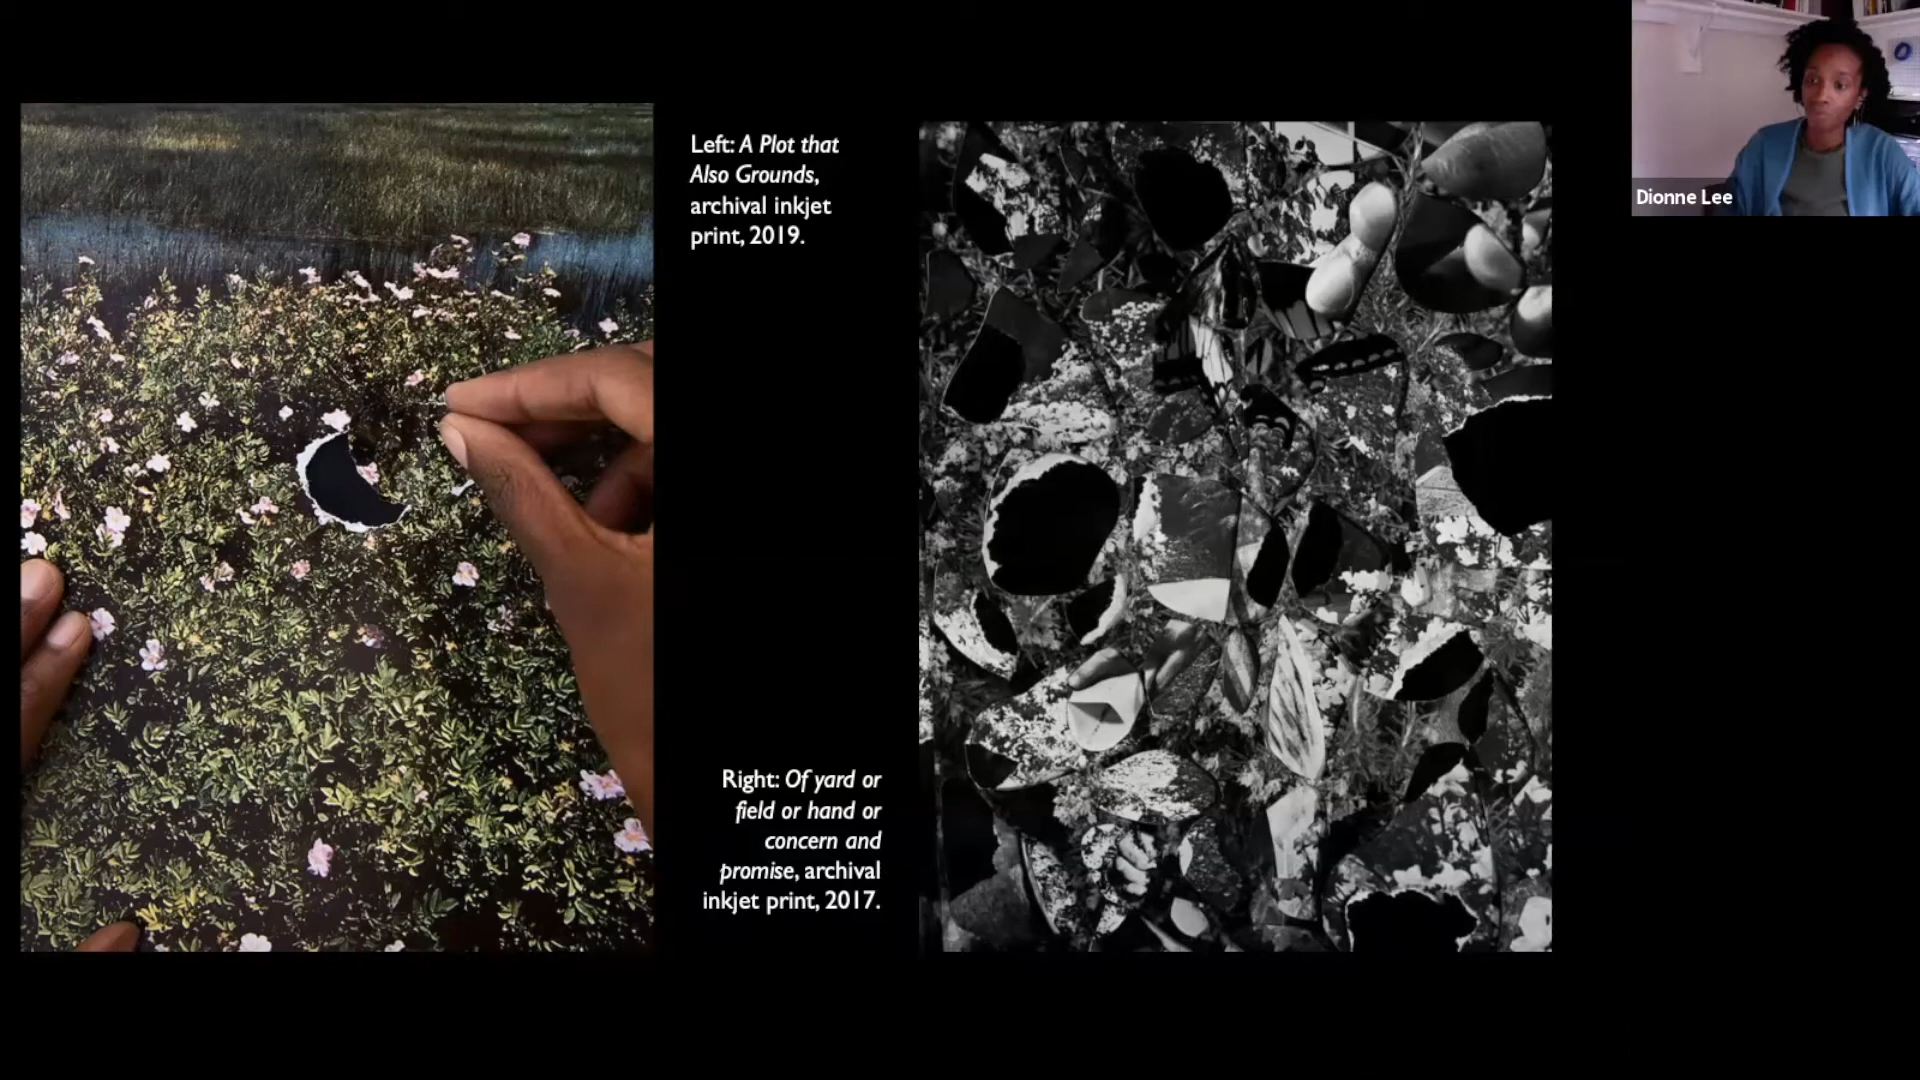 Left: A Plot that
Also Grounds,
archival inkjet
print, 2019.
Right: Of yard or
field or hand or
concern and
promise, archival
inkjet print, 2017.
Dionne Lee